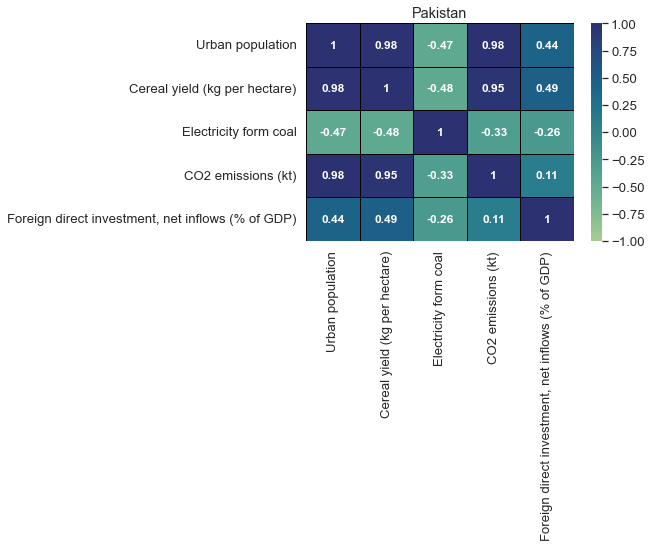 Pakistan
Urban population
1 0.98 -0.47 0.98 0.44
Cereal yield (kg per hectare)
0.98 1 -0.48 0.95 0.49
Electricity form coal
-0.47 -0.48 1 -0.33 -0.26
CO2 emissions (kt)
0.98 0.95 -0.33 1 0.11
Foreign direct investment, net inflows (% of GDP)
0.44 0.49 -0.26 0.11 1
Urban population
Cereal yield (kg per hectare)
Electricity form coal
CO2 emissions (kt)
Foreign direct investment, net inflows (% of GDP)
1.00
0.75
0.50
0.25
0.00
−0.25
−0.50
−0.75
−1.00